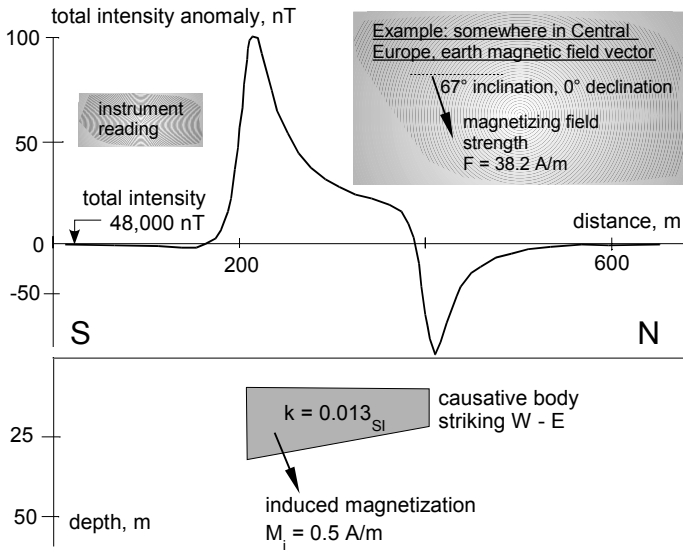 total intensity anomaly, nT
100
50
0
-50
instrument
reading
total intensity
48,000 nT
Example: somewhere in Central
Europe, earth magnetic field vector
67° inclination, 0° declination
magnetizing field
strength
F = 38.2 A/m
distance, m
200
600
S
N
k = 0.013SI
causative body
striking W - E
25
induced magnetization
Mi = 0.5 A/m
50
depth, m